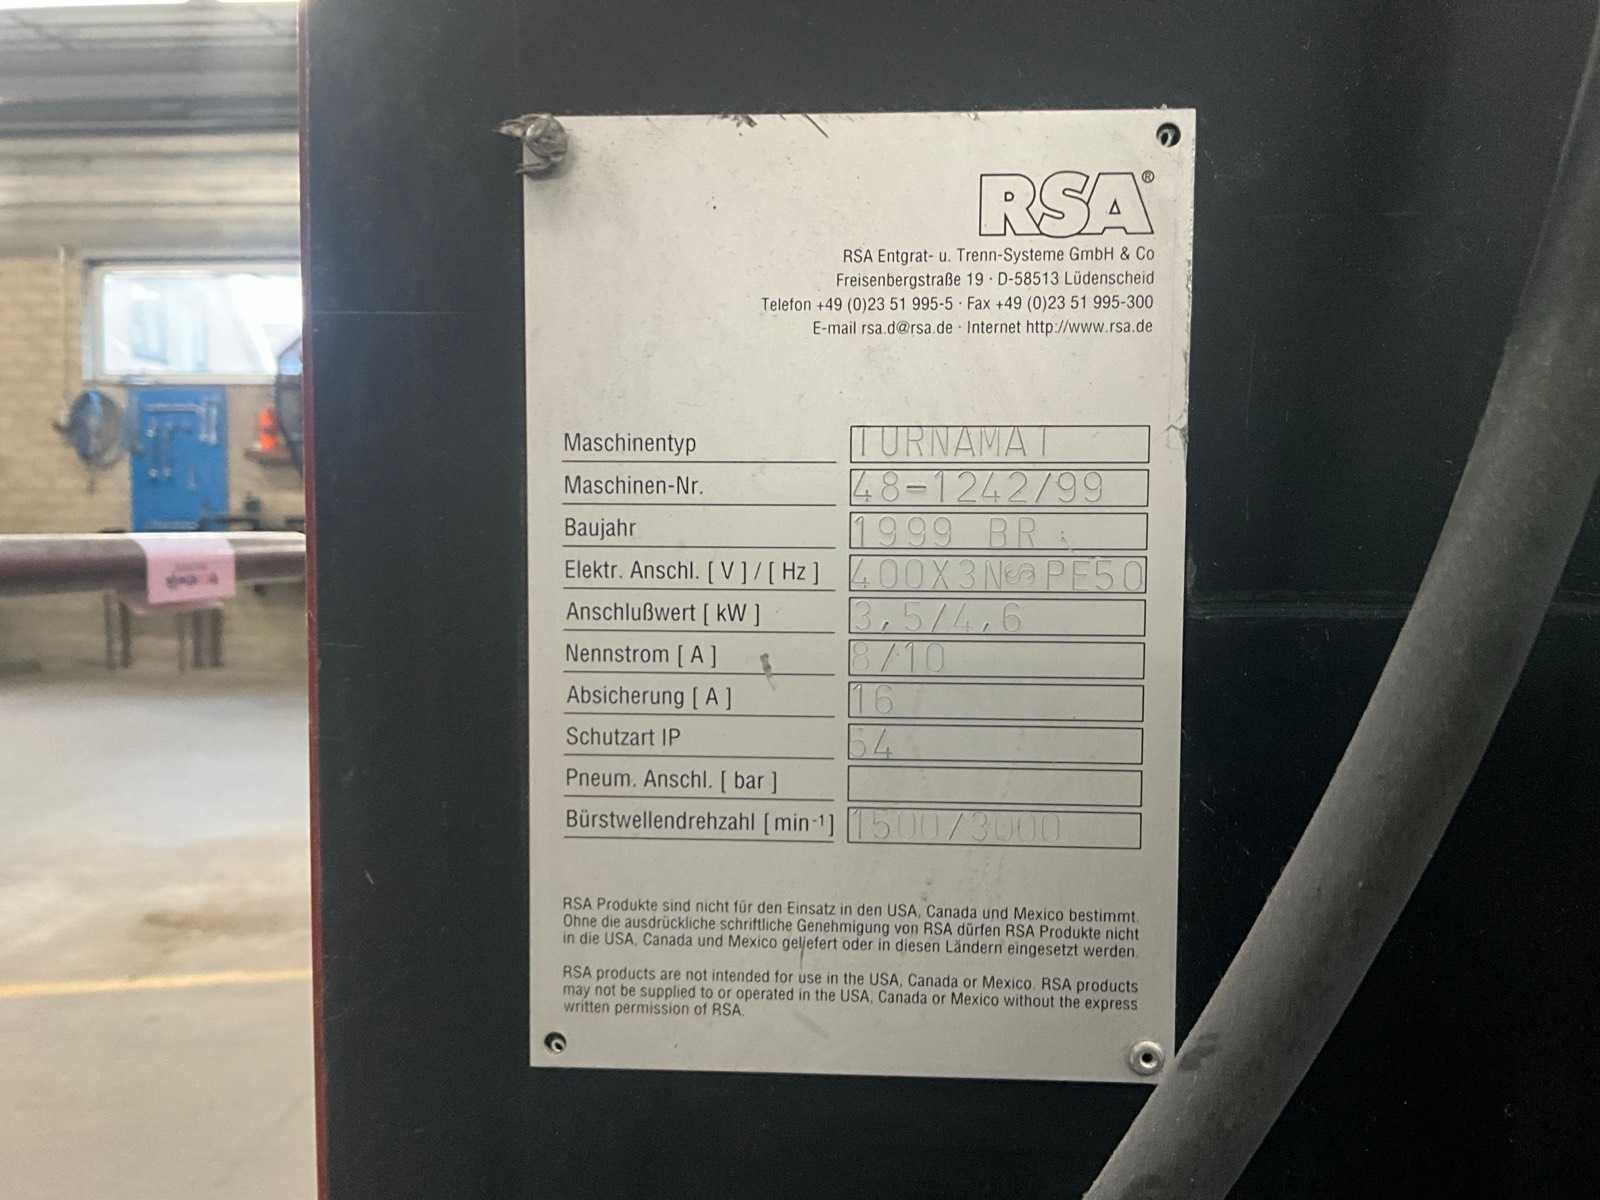 RSA®
RSA Entgrat- u. Trenn-Systeme GmbH & Co
Freisenbergstraße 19 · D-58513 Lüdenscheid
Telefon +49 (0)23 51 995-5 · Fax +49 (0)23 51 995-300
E-mail rsa.d@rsa.de · Internet http://www.rsa.de
Maschinentyp TURNAMAT
Maschinen-Nr. 48-1242/99
Baujahr 1999 BR
Elektr. Anschl. [ V ] / [ Hz ] 400X3N∾PE50
Anschlußwert [ kW ] 3,5/4,6
Nennstrom [ A ] 8/10
Absicherung [ A ] 16
Schutzart IP 54
Pneum. Anschl. [ bar ]
Bürstwellendrehzahl [ min-1 ] 1500/3000
RSA Produkte sind nicht für den Einsatz in den USA, Canada und Mexico bestimmt.
Ohne die ausdrückliche schriftliche Genehmigung von RSA dürfen RSA Produkte nicht
in die USA, Canada und Mexico geliefert oder in diesen Ländern eingesetzt werden.
RSA products are not intended for use in the USA, Canada or Mexico. RSA products
may not be supplied to or operated in the USA, Canada or Mexico without the express
written permission of RSA.